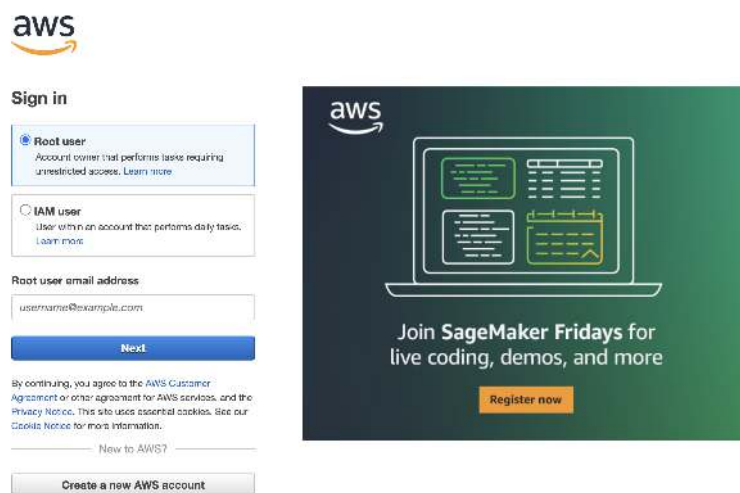 aws
Sign in
Root user
Account owner that performs tasks requiring
unrestricted access. Learn more
IAM user
User within an account that performs daily tasks.
Learn more
Root user email address
username@example.com
Next
By continuing, you agree to the AWS Customer
Agreement or other agreement for AWS services, and the
Privacy Notice. This site uses essential cookies. See our
Cookie Notice for more information.
New to AWS?
Create a new AWS account
aws
Join SageMaker Fridays for
live coding, demos, and more
Register now